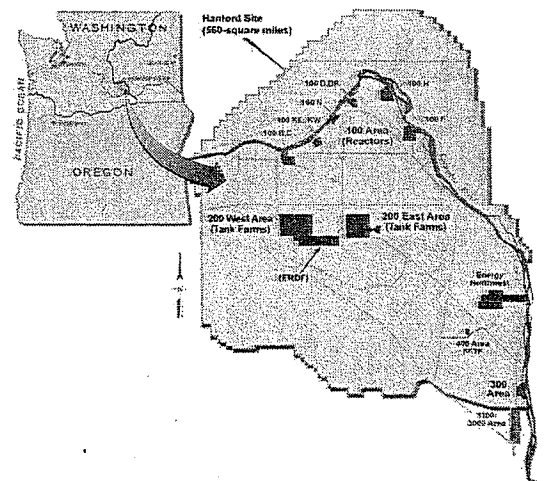 WASHINGTON
PACIFIC OCEAN
OREGON
Hanford Site
(560-square miles)
100 D,DR
100 H
100 N
100 KE, KW
100 F
100 B,C
100 Area
(Reactors)
200 West Area
(Tank Farms)
200 East Area
(Tank Farms)
(ERDF)
Energy
Northwest
400 Area
300
Area
3000 Area